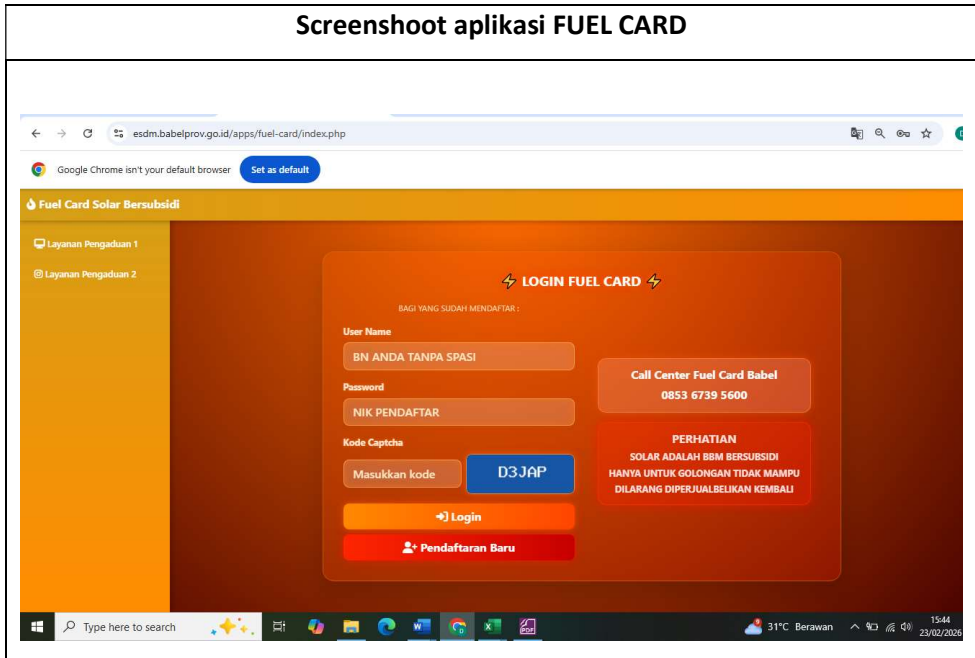 Screenshoot aplikasi FUEL CARD
esdm.babelprov.go.id/apps/fuel-card/index.php
Google Chrome isn't your default browser
Set as default
Fuel Card Solar Bersubsidi
Layanan Pengaduan 1
Layanan Pengaduan 2
LOGIN FUEL CARD
BAGI YANG SUDAH MENDAFTAR :
User Name
BN ANDA TANPA SPASI
Password
NIK PENDAFTAR
Kode Captcha
Masukkan kode
D3JAP
Login
Pendaftaran Baru
Call Center Fuel Card Babel
0853 6739 5600
PERHATIAN
SOLAR ADALAH BBM BERSUBSIDI
HANYA UNTUK GOLONGAN TIDAK MAMPU
DILARANG DIPERJUALBELIKAN KEMBALI
Type here to search
31°C Berawan
15:44
23/02/2026